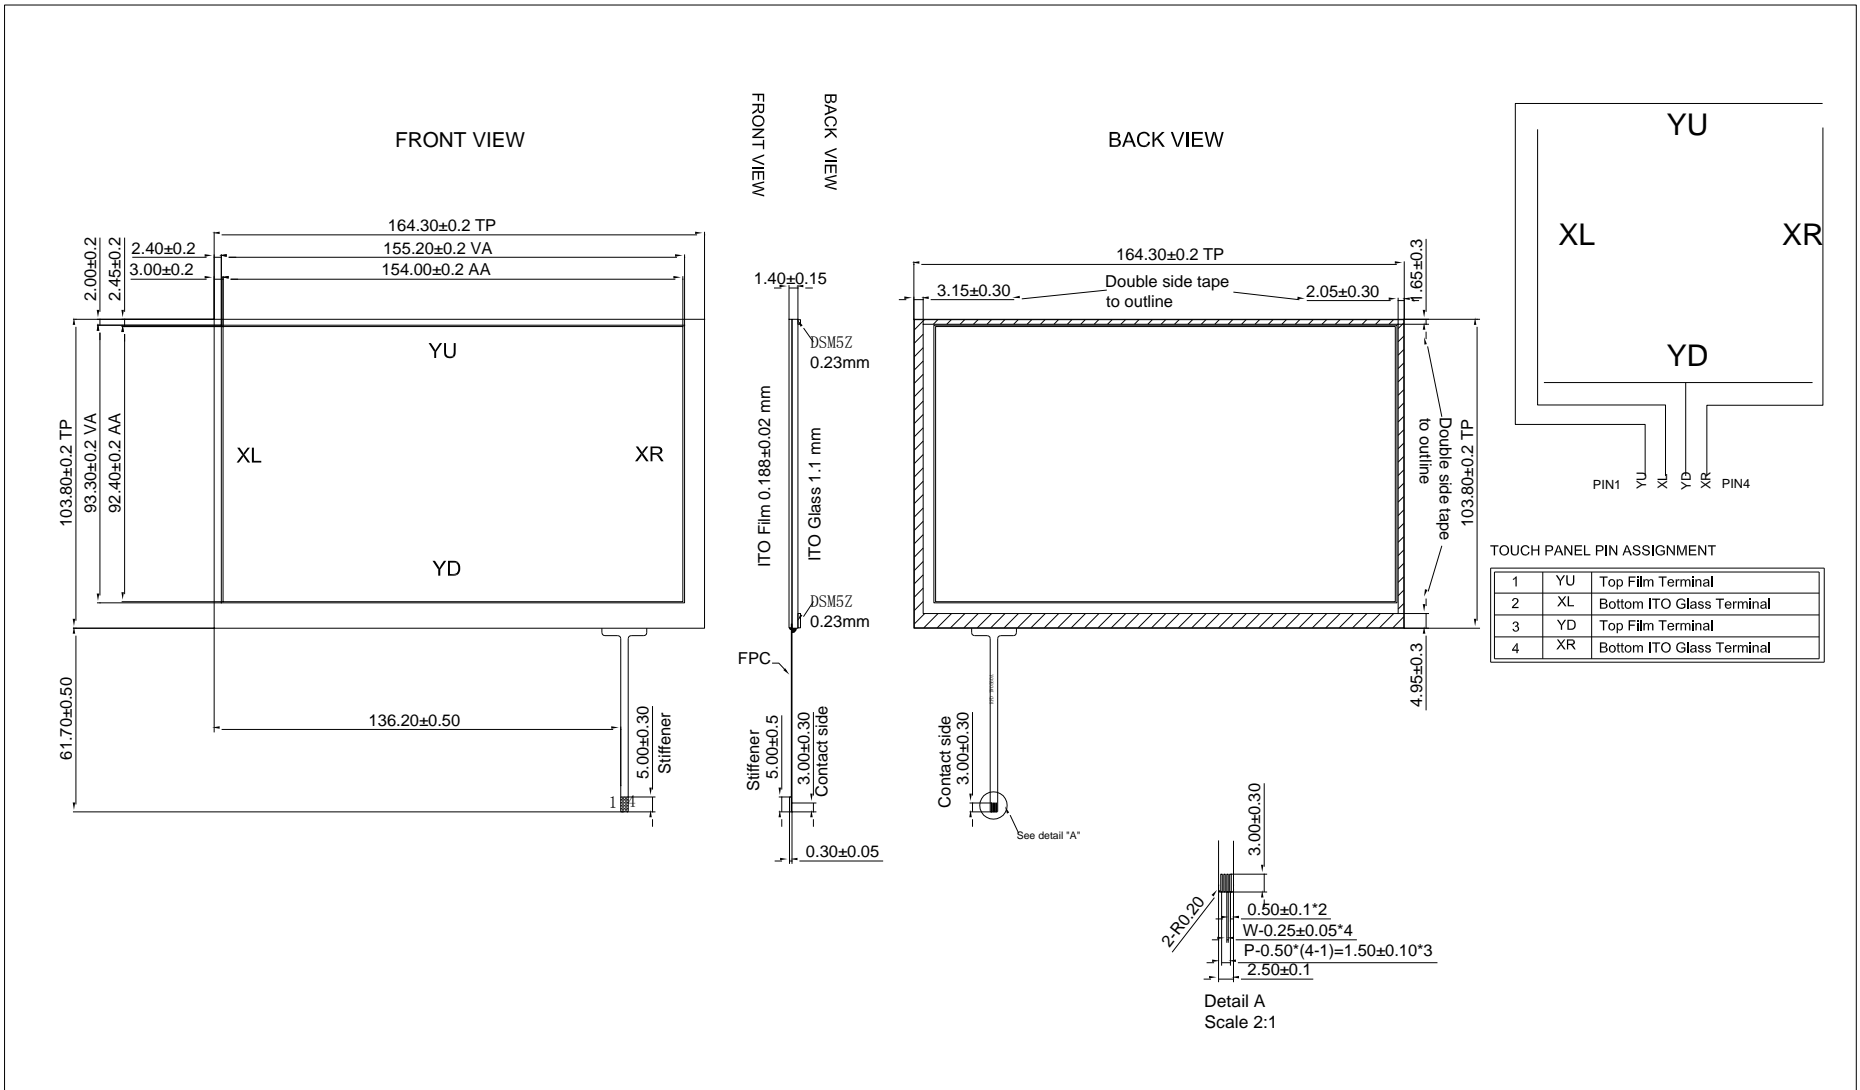 FRONT VIEW
FRONT VIEW
BACK VIEW
BACK VIEW
164.30±0.2 TP
155.20±0.2 VA
154.00±0.2 AA
2.40±0.2
3.00±0.2
2.00±0.2
2.45±0.2
103.80±0.2 TP
93.30±0.2 VA
92.40±0.2 AA
YU
XL
XR
YD
61.70±0.50
136.20±0.50
5.00±0.30
Stiffener
1 4
1.40±0.15
DSM5Z
0.23mm
ITO Film 0.188±0.02 mm
ITO Glass 1.1 mm
DSM5Z
0.23mm
FPC
Stiffener
5.00±0.5
3.00±0.30
Contact side
0.30±0.05
164.30±0.2 TP
3.15±0.30
Double side tape
to outline
2.05±0.30
1.65±0.3
Double side tape
to outline
103.80±0.2 TP
4.95±0.3
Contact side
3.00±0.30
See detail "A"
3.00±0.30
2-R0.20
0.50±0.1*2
W-0.25±0.05*4
P-0.50*(4-1)=1.50±0.10*3
2.50±0.1
Detail A
Scale 2:1
YU
XL
XR
YD
PIN1 YU XL YD XR PIN4
TOUCH PANEL PIN ASSIGNMENT
1 YU Top Film Terminal
2 XL Bottom ITO Glass Terminal
3 YD Top Film Terminal
4 XR Bottom ITO Glass Terminal